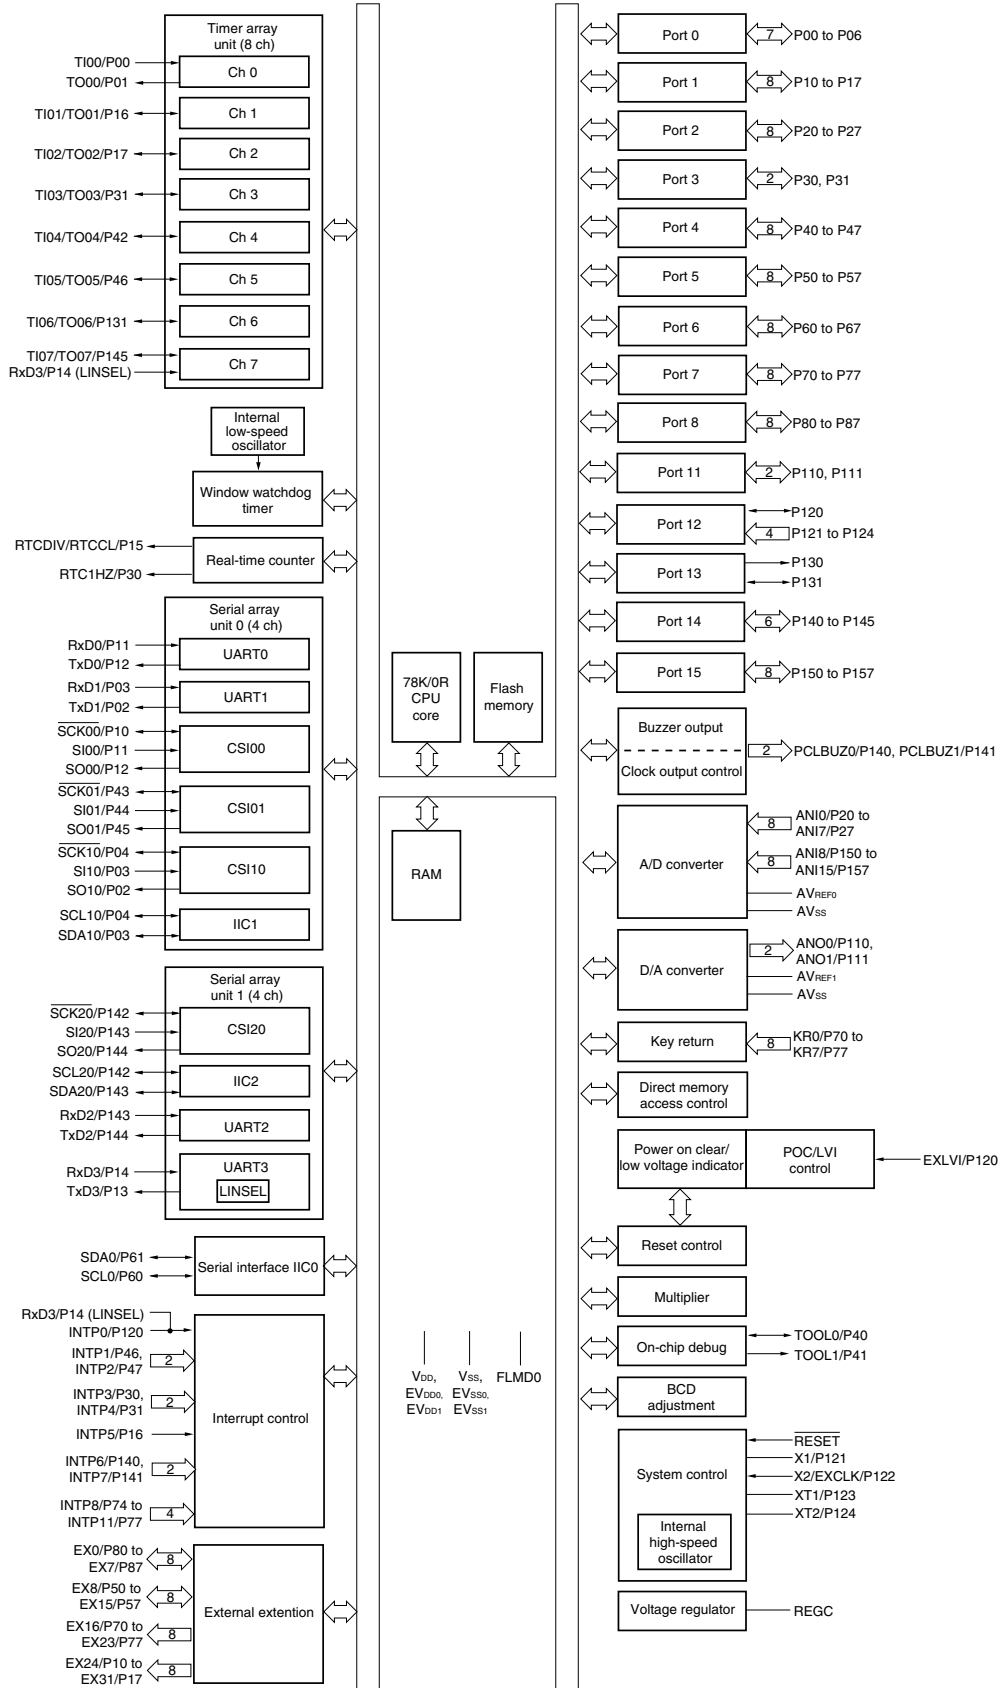 Timer array
unit (8 ch)
TI00/P00
TO00/P01
Ch 0
TI01/TO01/P16
Ch 1
TI02/TO02/P17
Ch 2
TI03/TO03/P31
Ch 3
TI04/TO04/P42
Ch 4
TI05/TO05/P46
Ch 5
TI06/TO06/P131
Ch 6
TI07/TO07/P145
RxD3/P14 (LINSEL)
Ch 7
Internal
low-speed
oscillator
Window watchdog
timer
RTCDIV/RTCCL/P15
RTC1HZ/P30
Real-time counter
Serial array
unit 0 (4 ch)
RxD0/P11
TxD0/P12
UART0
RxD1/P03
TxD1/P02
UART1
SCK00/P10
SI00/P11
SO00/P12
CSI00
SCK01/P43
SI01/P44
SO01/P45
CSI01
SCK10/P04
SI10/P03
SO10/P02
CSI10
SCL10/P04
SDA10/P03
IIC1
Serial array
unit 1 (4 ch)
SCK20/P142
SI20/P143
SO20/P144
CSI20
SCL20/P142
SDA20/P143
IIC2
RxD2/P143
TxD2/P144
UART2
RxD3/P14
TxD3/P13
UART3
LINSEL
SDA0/P61
SCL0/P60
Serial interface IIC0
RxD3/P14 (LINSEL)
INTP0/P120
INTP1/P46,
INTP2/P47
2
INTP3/P30,
INTP4/P31
2
INTP5/P16
INTP6/P140,
INTP7/P141
2
INTP8/P74 to
INTP11/P77
4
Interrupt control
EX0/P80 to
EX7/P87
8
EX8/P50 to
EX15/P57
8
EX16/P70 to
EX23/P77
8
EX24/P10 to
EX31/P17
8
External extention
78K/0R
CPU
core
Flash
memory
RAM
VDD,
EVDD0,
EVDD1
VSS,
EVSS0,
EVSS1
FLMD0
Port 0
7
P00 to P06
Port 1
8
P10 to P17
Port 2
8
P20 to P27
Port 3
2
P30, P31
Port 4
8
P40 to P47
Port 5
8
P50 to P57
Port 6
8
P60 to P67
Port 7
8
P70 to P77
Port 8
8
P80 to P87
Port 11
2
P110, P111
Port 12
P120
4
P121 to P124
Port 13
P130
P131
Port 14
6
P140 to P145
Port 15
8
P150 to P157
Buzzer output
Clock output control
2
PCLBUZ0/P140, PCLBUZ1/P141
A/D converter
8
ANI0/P20 to
ANI7/P27
8
ANI8/P150 to
ANI15/P157
AVREF0
AVSS
D/A converter
2
ANO0/P110,
ANO1/P111
AVREF1
AVSS
Key return
8
KR0/P70 to
KR7/P77
Direct memory
access control
Power on clear/
low voltage indicator
POC/LVI
control
EXLVI/P120
Reset control
Multiplier
On-chip debug
TOOL0/P40
TOOL1/P41
BCD
adjustment
System control
RESET
X1/P121
X2/EXCLK/P122
XT1/P123
XT2/P124
Internal
high-speed
oscillator
Voltage regulator
REGC